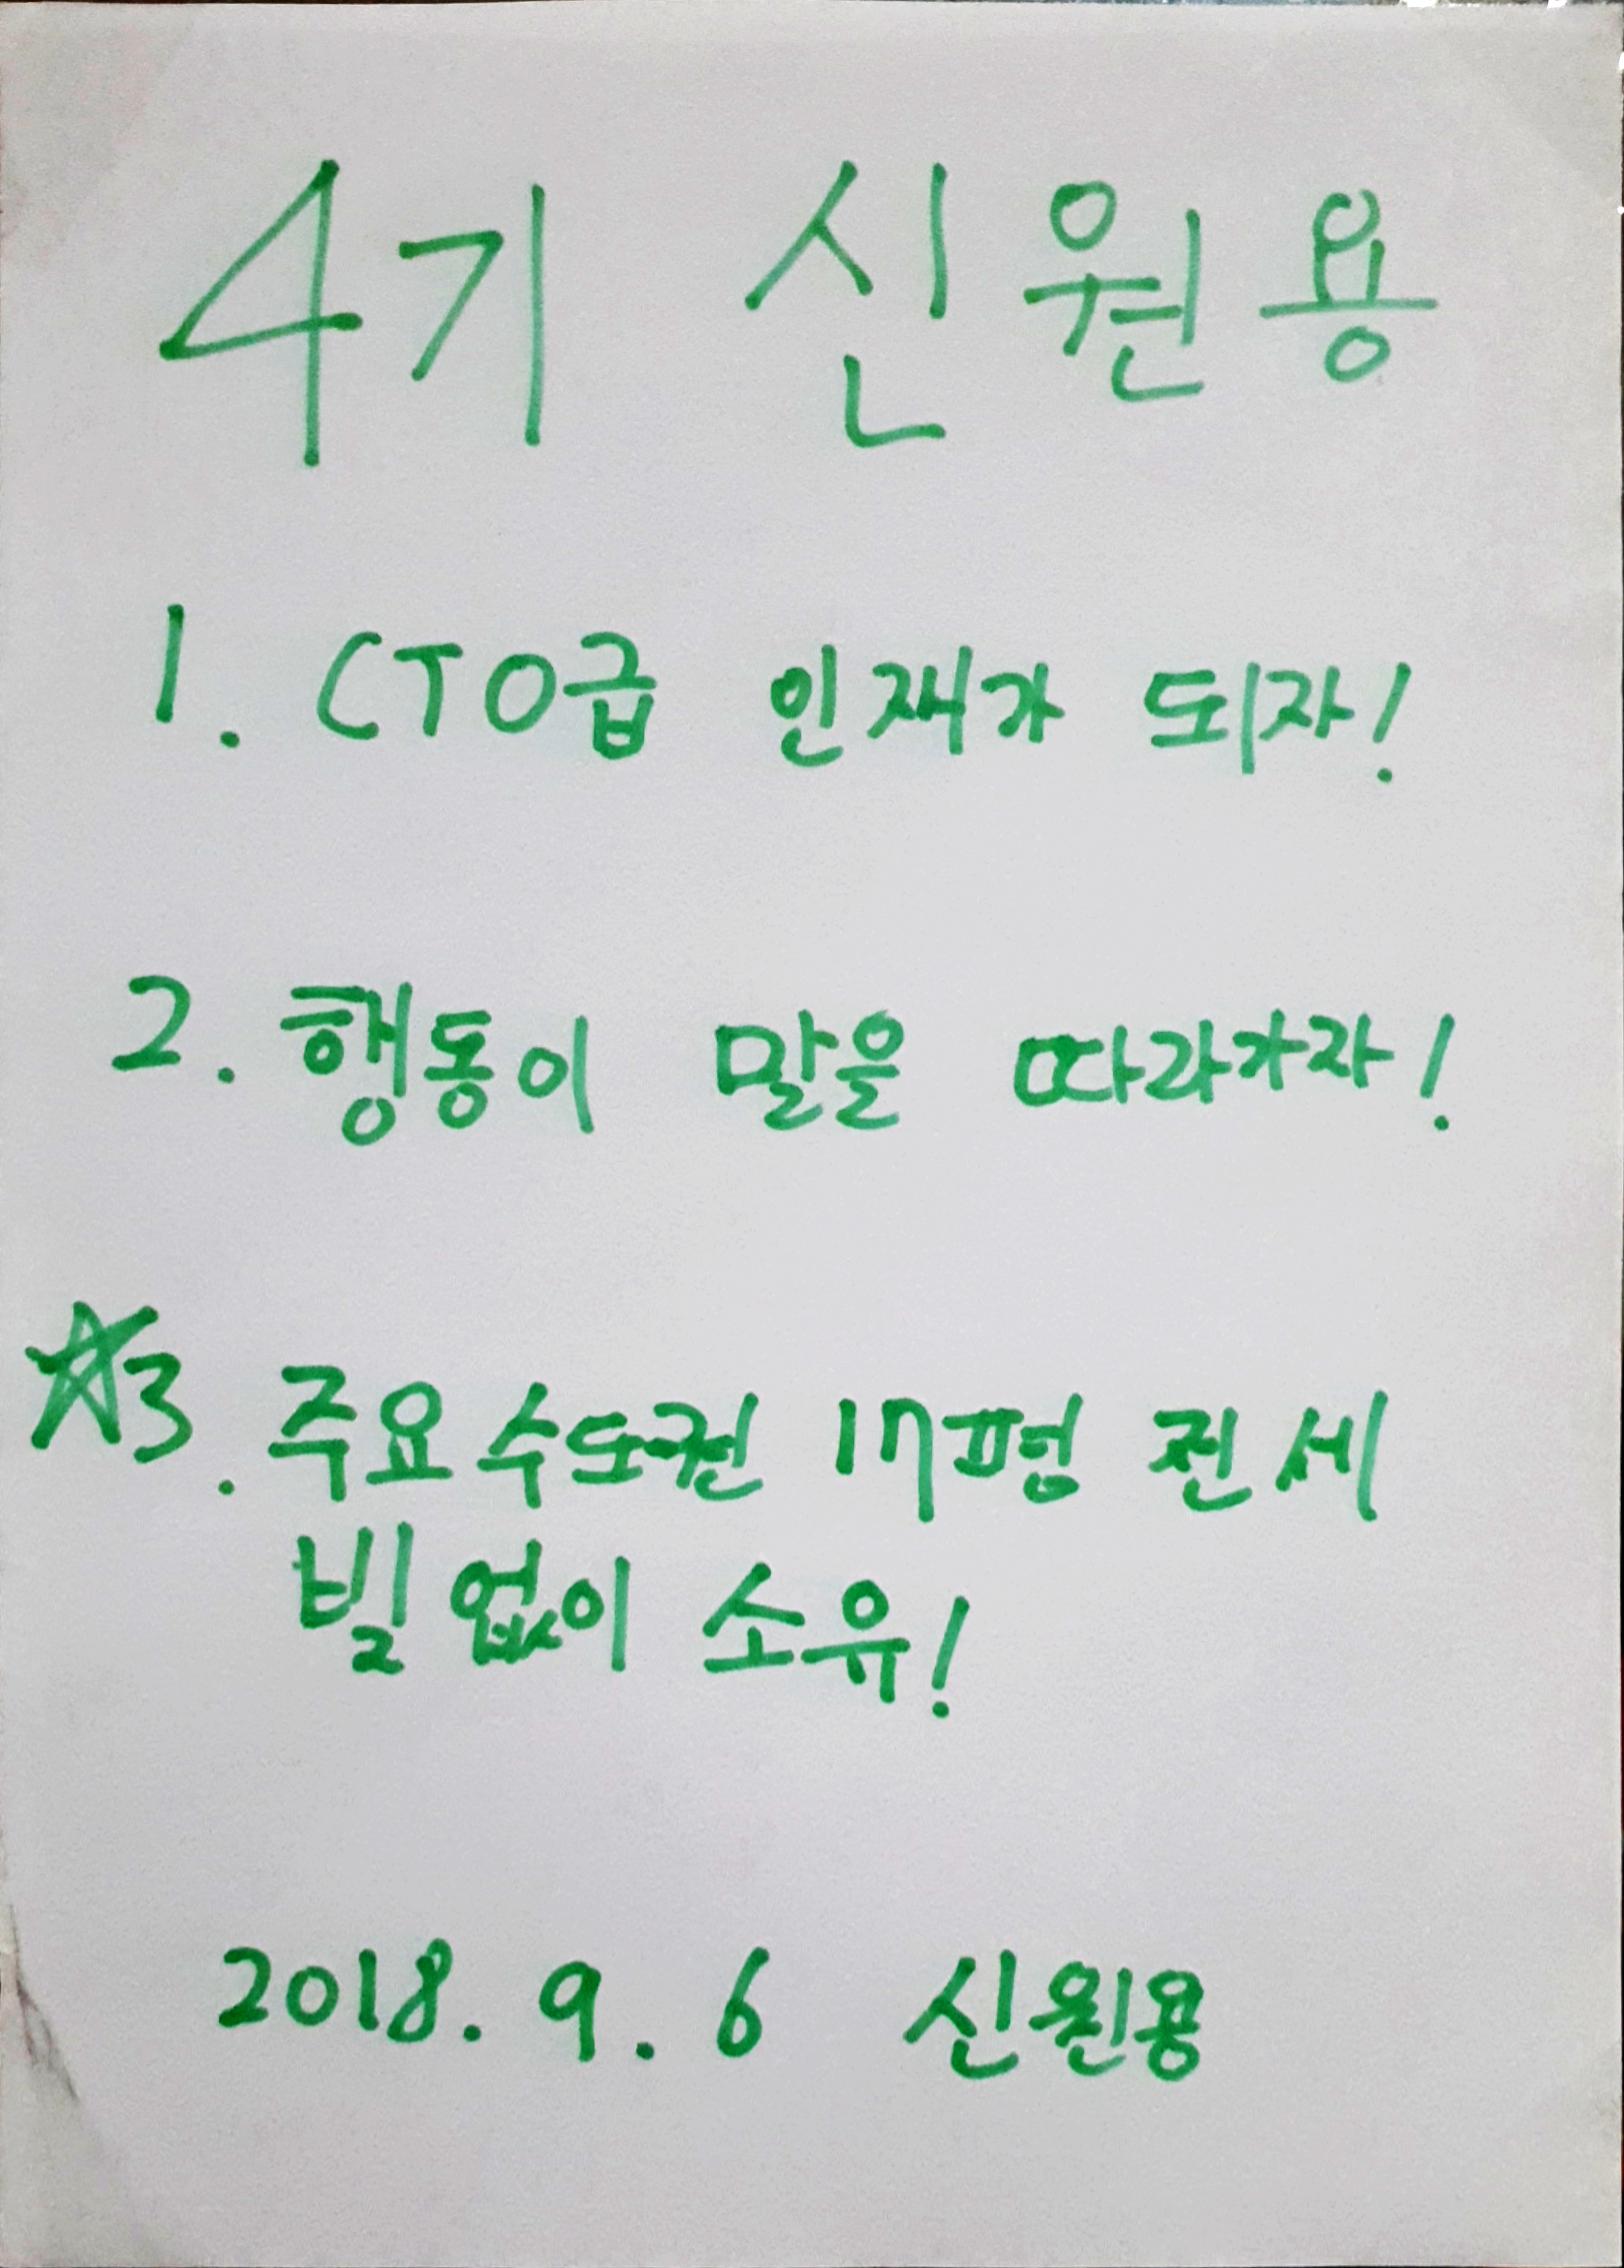 4기 신원용
1. CTO급 인재가 되자!
2. 행동이 말을 따라가자!
☆3. 주요 수도권 17평 전세
빚 없이 소유!
2018. 9. 6 신원용